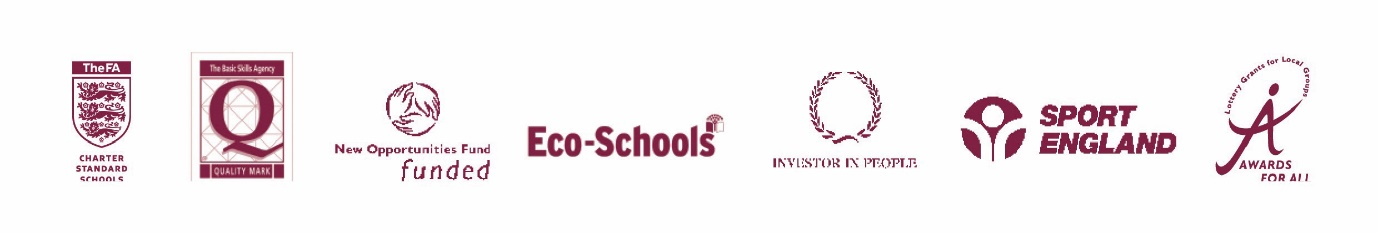 TheFA
CHARTER
STANDARD
SCHOOLS
The Basic Skills Agency
Q
QUALITY MARK
New Opportunities Fund
funded
Eco-Schools
INVESTOR IN PEOPLE
SPORT
ENGLAND
Lottery Grants for Local Groups
AWARDS
FOR ALL